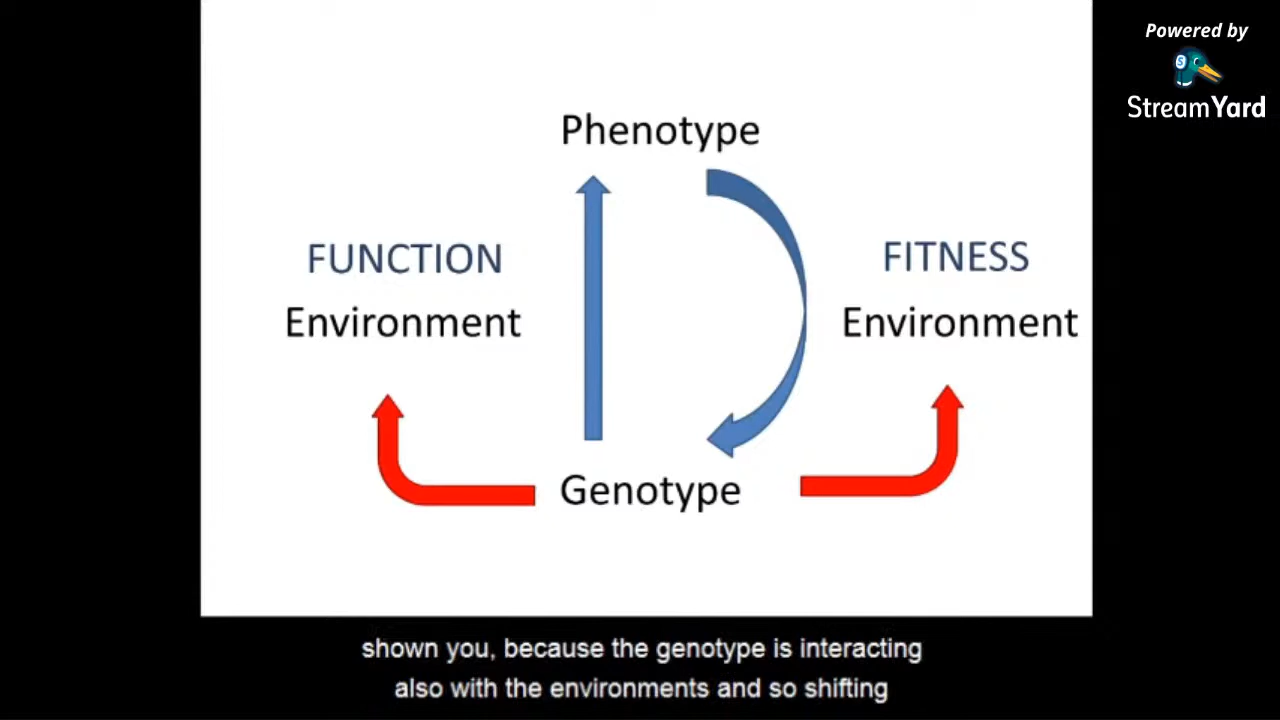 Powered by
StreamYard
Phenotype
FUNCTION
Environment
FITNESS
Environment
Genotype
shown you, because the genotype is interacting
also with the environments and so shifting